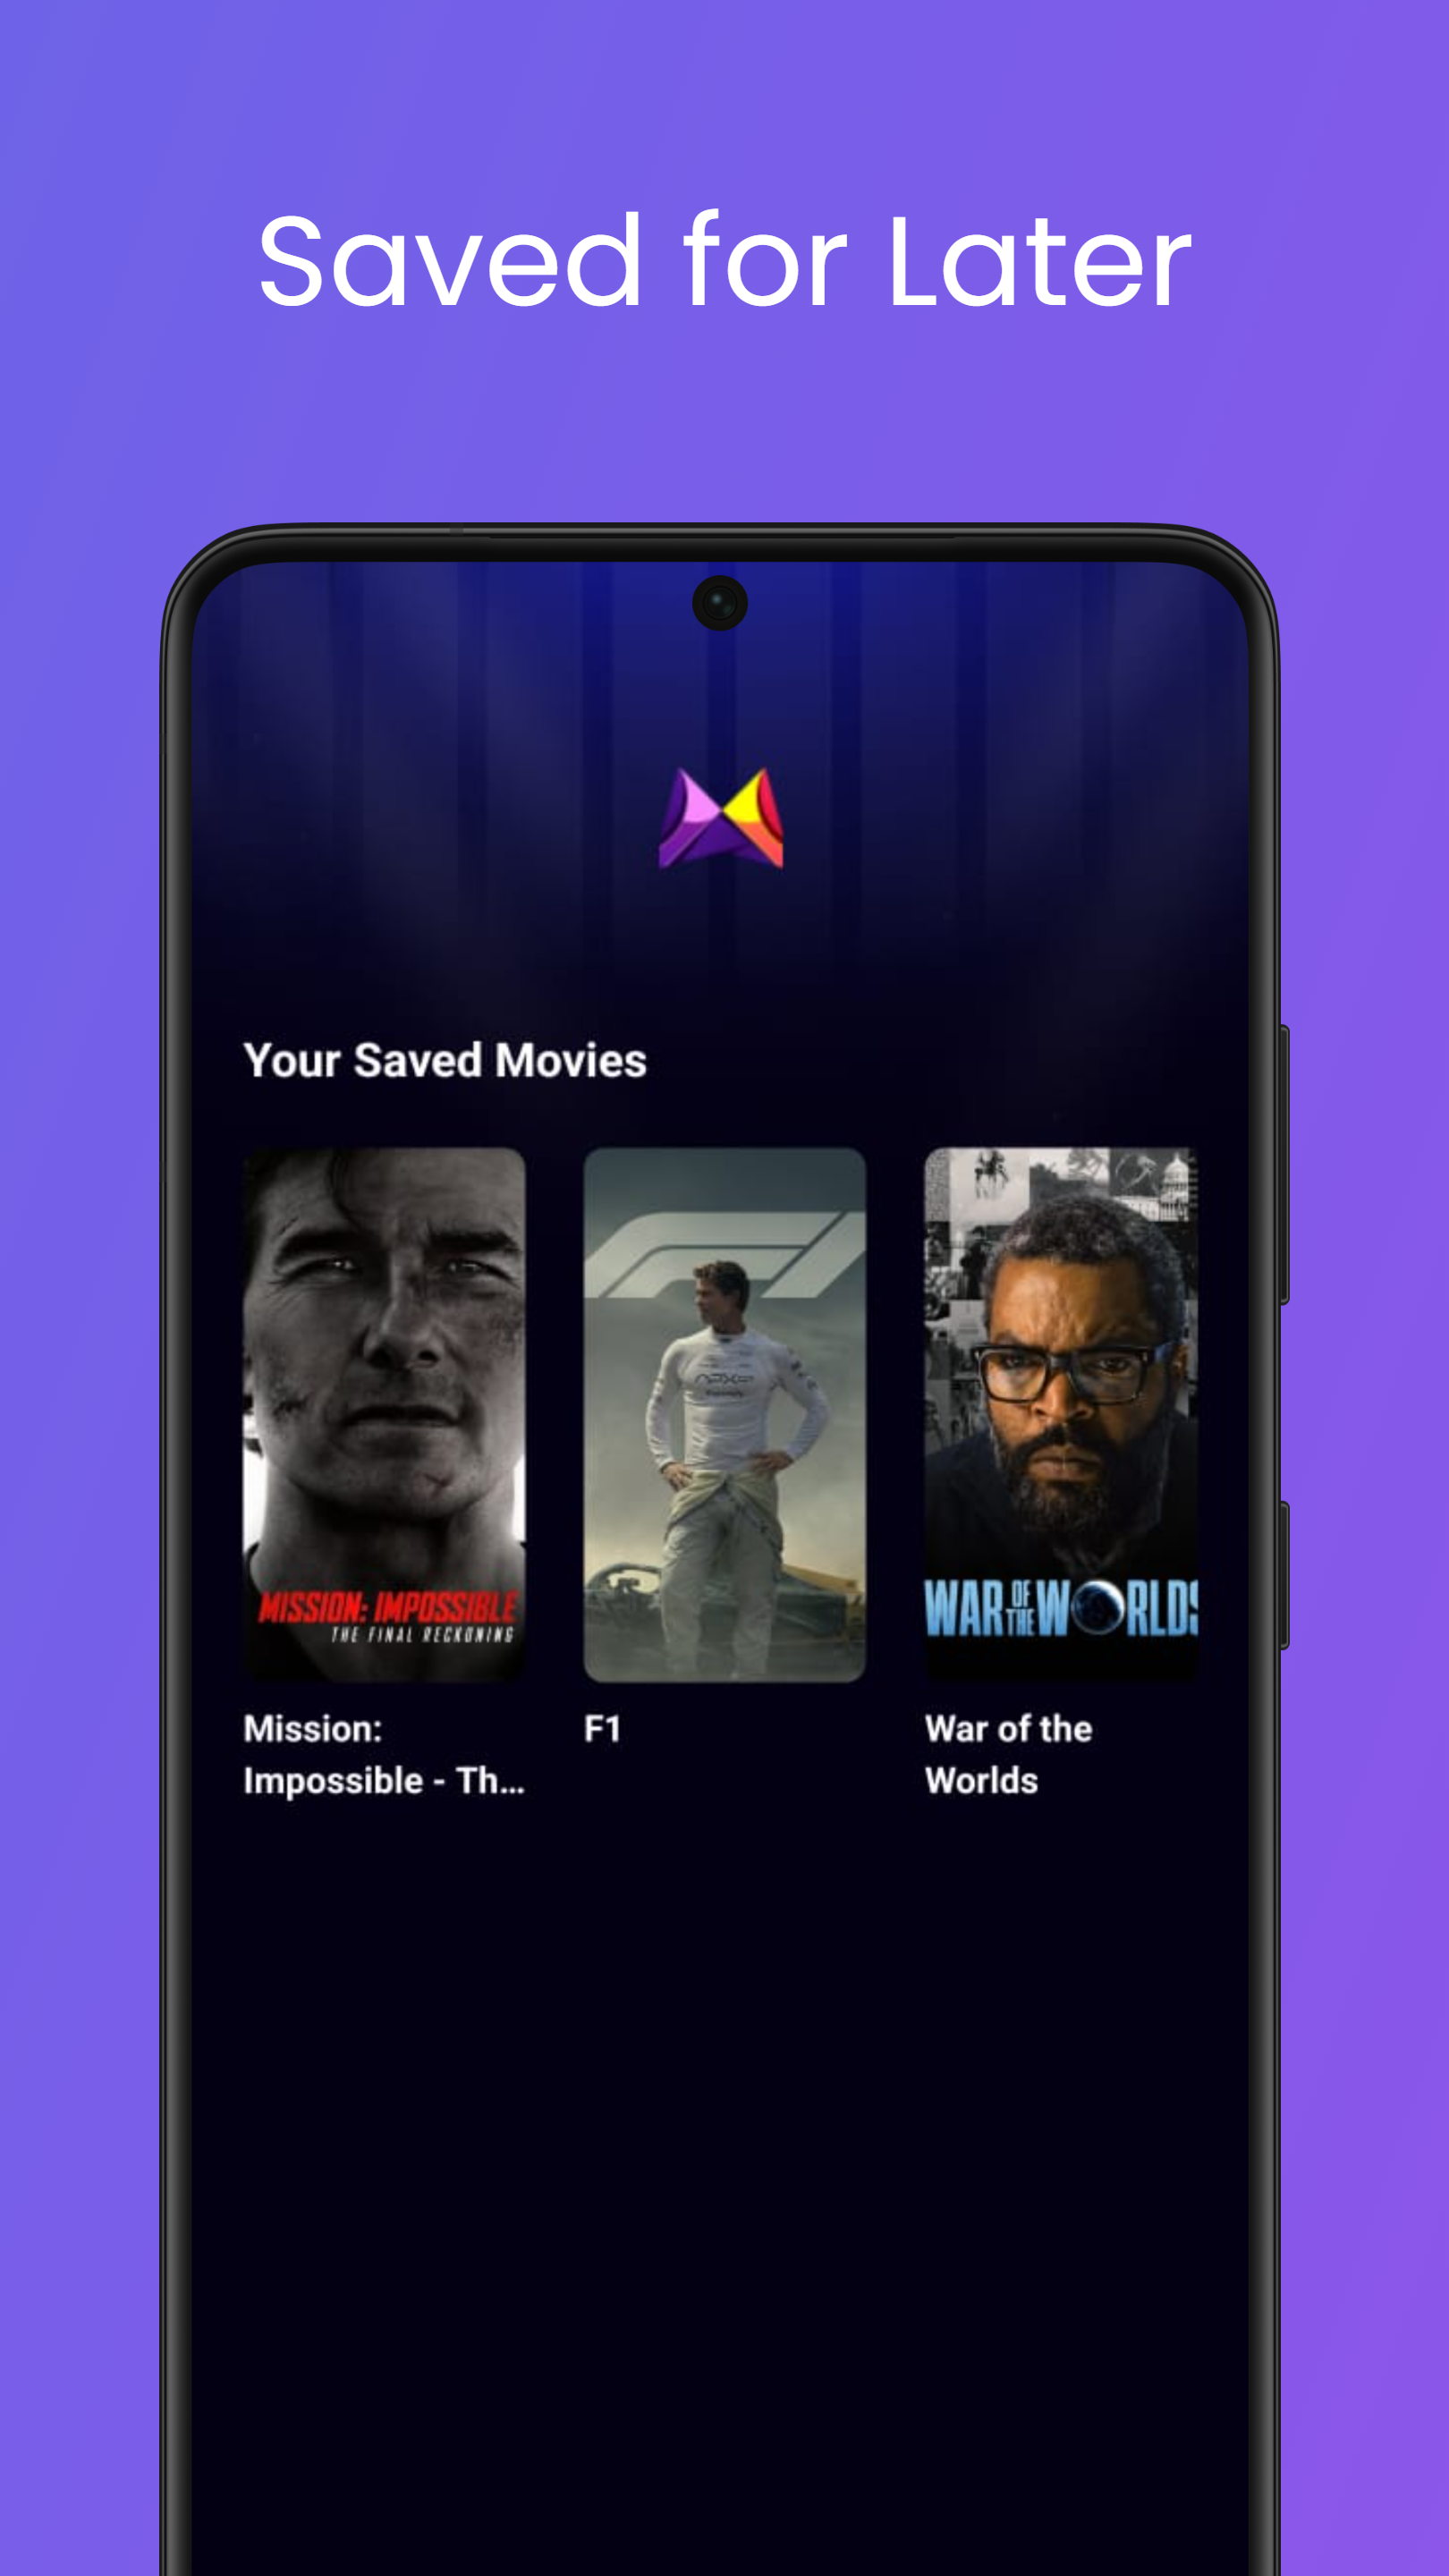 Saved for Later
Your Saved Movies
MISSION: IMPOSSIBLE
THE FINAL RECKONING
F1
WAR OF THE WORLDS
Mission:
Impossible - Th...
F1
War of the
Worlds